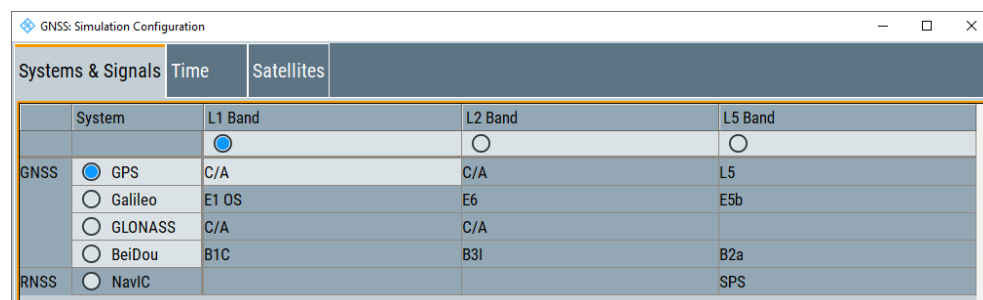 GNSS: Simulation Configuration
Systems & Signals Time Satellites
System L1 Band L2 Band L5 Band
GNSS GPS C/A C/A L5
Galileo E1 OS E6 E5b
GLONASS C/A C/A
BeiDou B1C B3I B2a
RNSS NavIC SPS